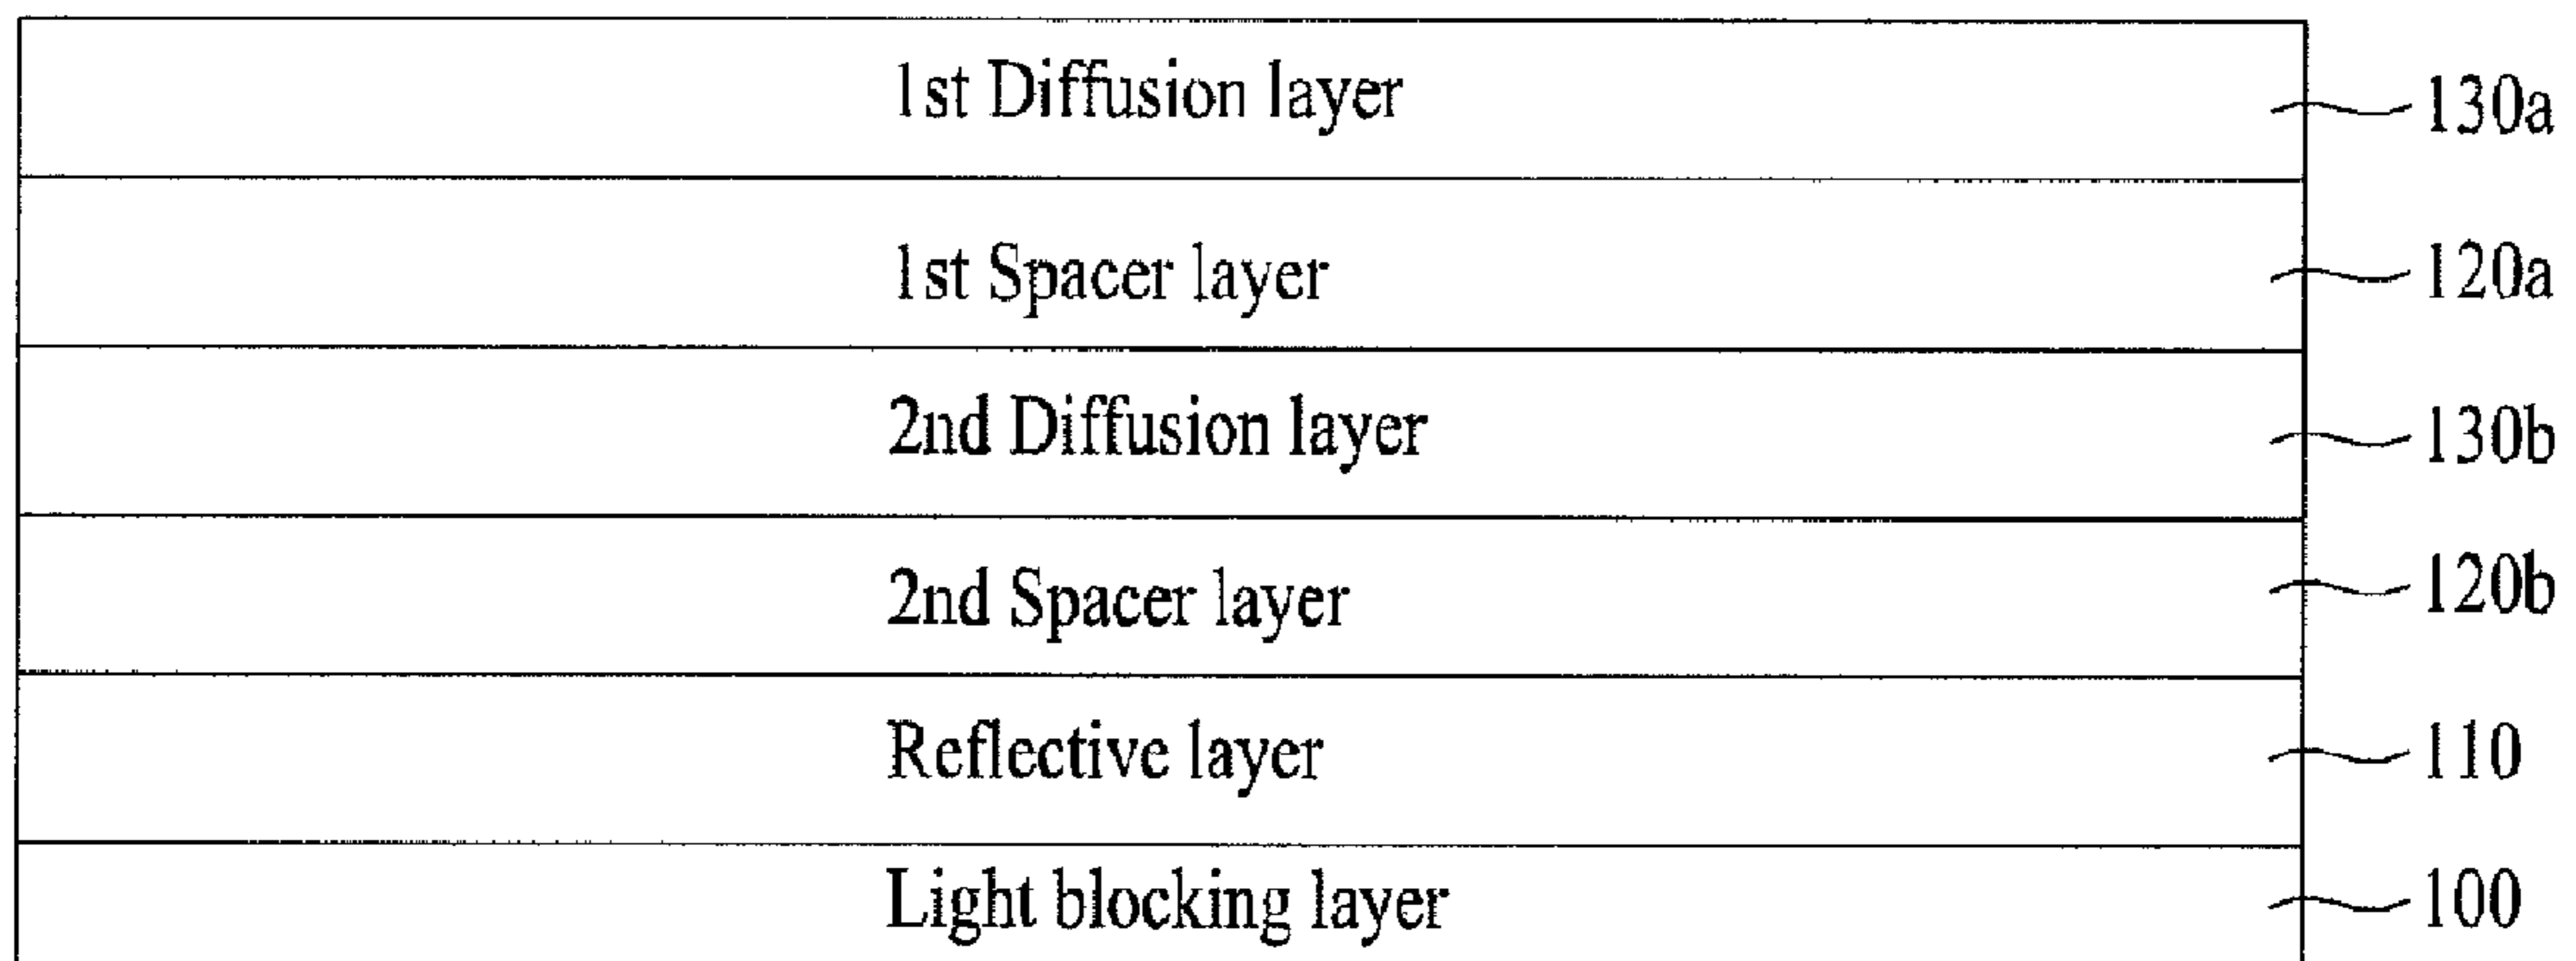 1st Diffusion layer 130a
1st Spacer layer 120a
2nd Diffusion layer 130b
2nd Spacer layer 120b
Reflective layer 110
Light blocking layer 100